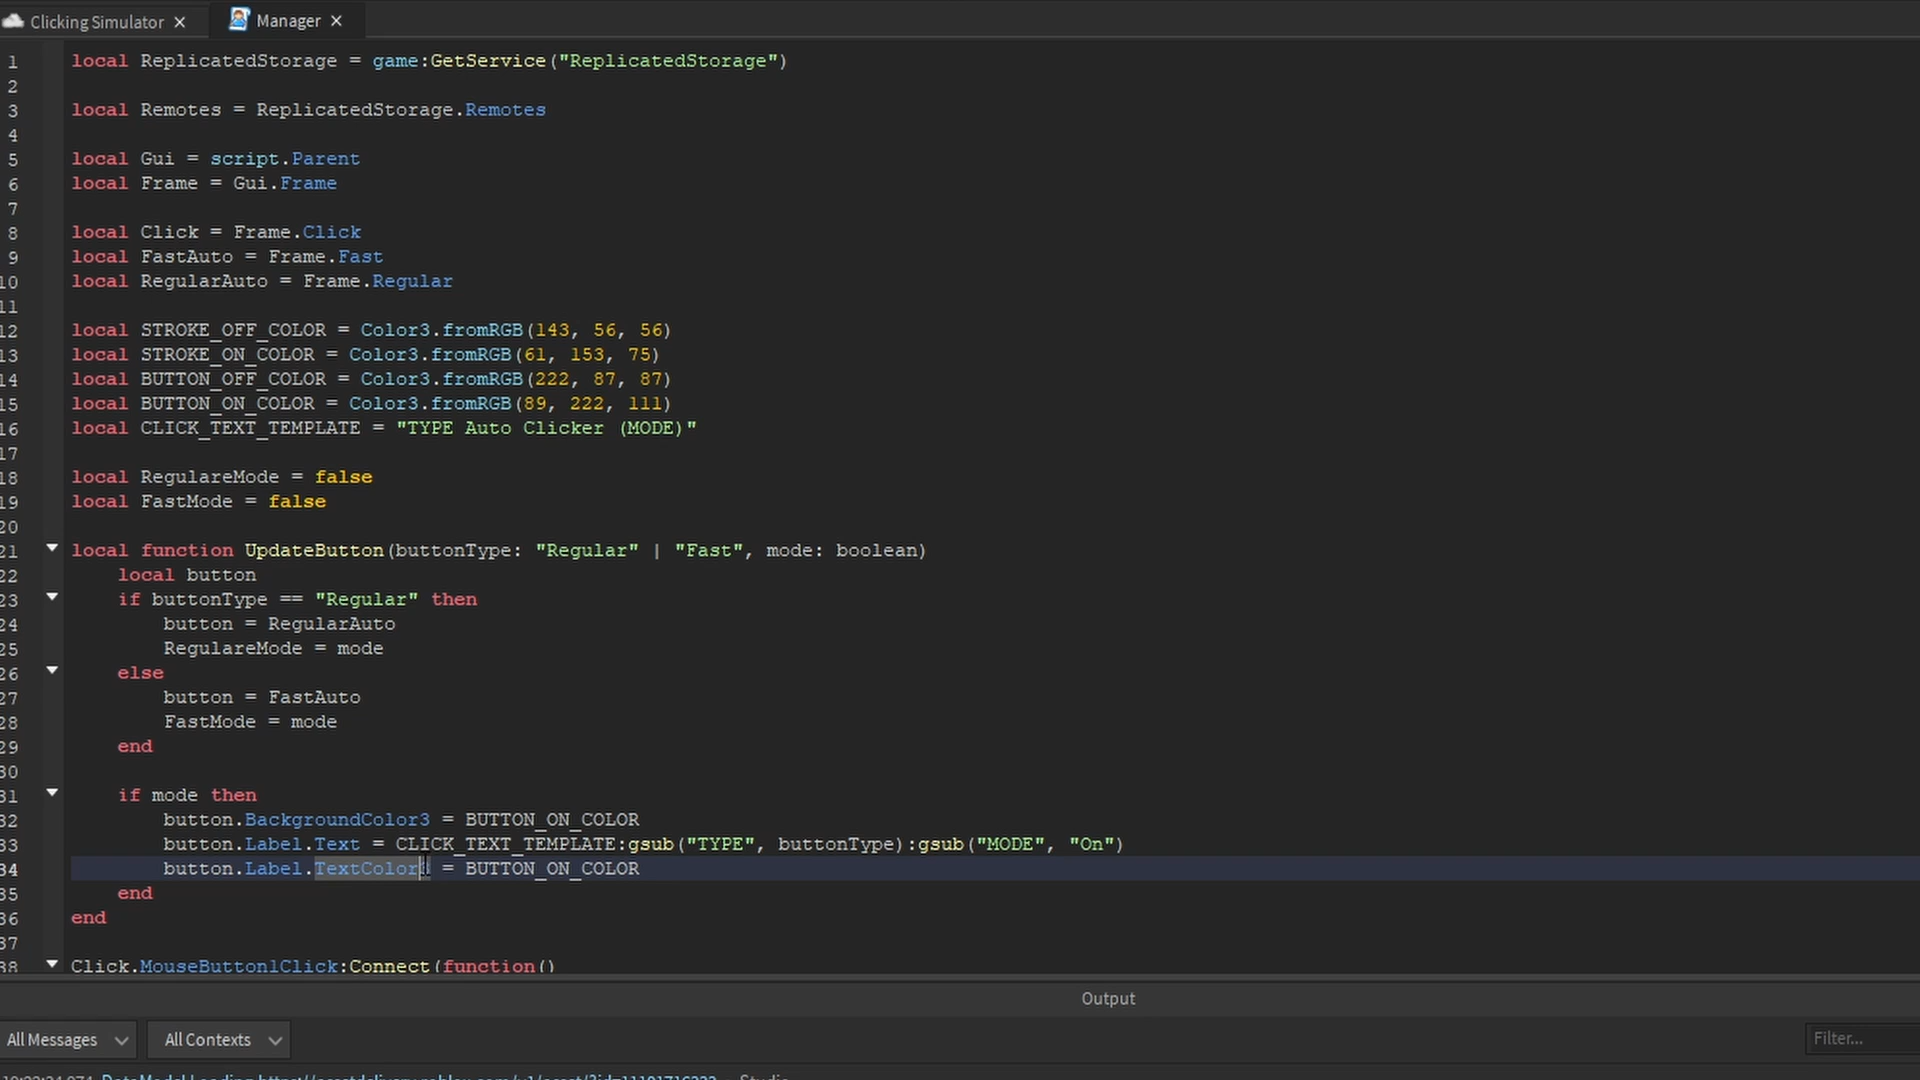 Clicking Simulator
Manager
1 local ReplicatedStorage = game:GetService("ReplicatedStorage")
2
3 local Remotes = ReplicatedStorage.Remotes
4
5 local Gui = script.Parent
6 local Frame = Gui.Frame
7
8 local Click = Frame.Click
9 local FastAuto = Frame.Fast
10 local RegularAuto = Frame.Regular
11
12 local STROKE_OFF_COLOR = Color3.fromRGB(143, 56, 56)
13 local STROKE_ON_COLOR = Color3.fromRGB(61, 153, 75)
14 local BUTTON_OFF_COLOR = Color3.fromRGB(222, 87, 87)
15 local BUTTON_ON_COLOR = Color3.fromRGB(89, 222, 111)
16 local CLICK_TEXT_TEMPLATE = "TYPE Auto Clicker (MODE)"
17
18 local RegulareMode = false
19 local FastMode = false
20
21 local function UpdateButton(buttonType: "Regular" | "Fast", mode: boolean)
22 local button
23 if buttonType == "Regular" then
24 button = RegularAuto
25 RegulareMode = mode
26 else
27 button = FastAuto
28 FastMode = mode
29 end
30
31 if mode then
32 button.BackgroundColor3 = BUTTON_ON_COLOR
33 button.Label.Text = CLICK_TEXT_TEMPLATE:gsub("TYPE", buttonType):gsub("MODE", "On")
34 button.Label.TextColor3 = BUTTON_ON_COLOR
35 end
36 end
37
38 Click.MouseButton1Click:Connect(function()
Output
All Messages
All Contexts
Filter...